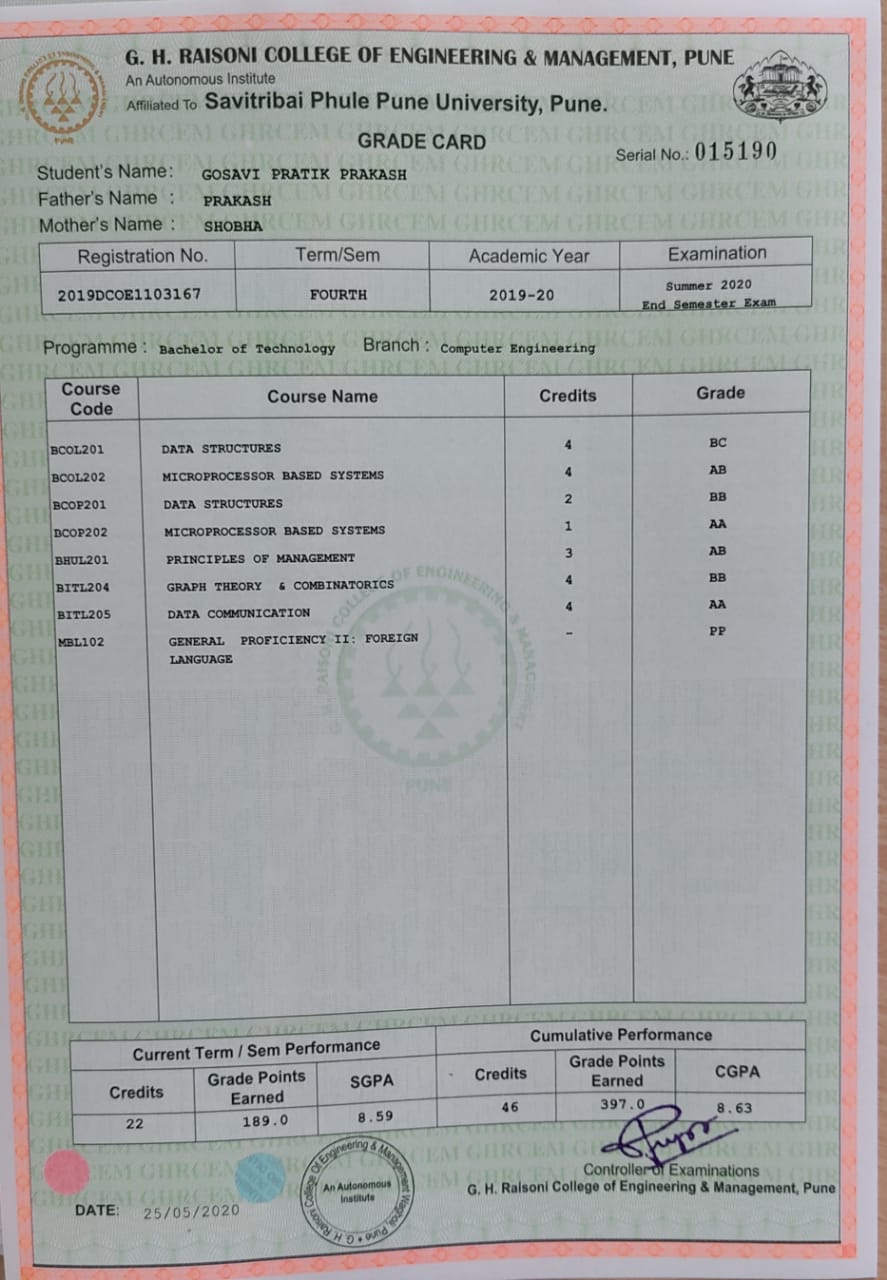 G. H. RAISONI COLLEGE OF ENGINEERING & MANAGEMENT, PUNE
An Autonomous Institute
Affiliated To Savitribai Phule Pune University, Pune.
GRADE CARD
Serial No.: 015190
Student's Name: GOSAVI PRATIK PRAKASH
Father's Name : PRAKASH
Mother's Name : SHOBHA
Registration No. Term/Sem Academic Year Examination
2019DCOE1103167 FOURTH 2019-20 Summer 2020
End Semester Exam
Programme : Bachelor of Technology Branch : Computer Engineering
Course Code Course Name Credits Grade
BCOL201 DATA STRUCTURES 4 BC
BCOL202 MICROPROCESSOR BASED SYSTEMS 4 AB
BCOP201 DATA STRUCTURES 2 BB
BCOP202 MICROPROCESSOR BASED SYSTEMS 1 AA
BHUL201 PRINCIPLES OF MANAGEMENT 3 AB
BITL204 GRAPH THEORY & COMBINATORICS 4 BB
BITL205 DATA COMMUNICATION 4 AA
MBL102 GENERAL PROFICIENCY II: FOREIGN - PP
LANGUAGE
Current Term / Sem Performance Cumulative Performance
Credits Grade Points Earned SGPA Credits Grade Points Earned CGPA
22 189.0 8.59 46 397.0 8.63
Controller of Examinations
G. H. Raisoni College of Engineering & Management, Pune
An Autonomous
Institute
DATE: 25/05/2020